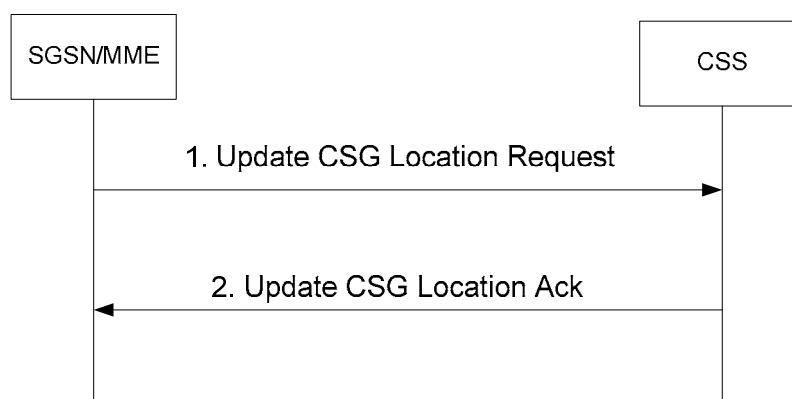 SGSN/MME
CSS
1. Update CSG Location Request
2. Update CSG Location Ack